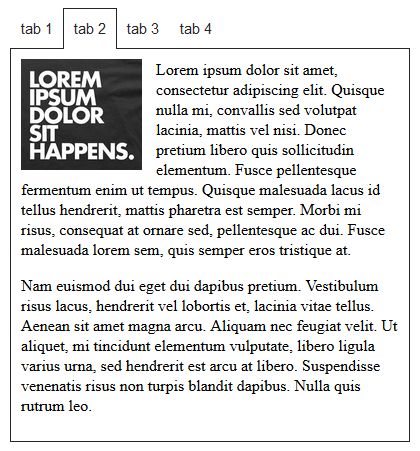 tab 1 tab 2 tab 3 tab 4
LOREM
IPSUM
DOLOR
SIT
HAPPENS.
Lorem ipsum dolor sit amet,
consectetur adipiscing elit. Quisque
nulla mi, convallis sed volutpat
lacinia, mattis vel nisi. Donec
pretium libero quis sollicitudin
elementum. Fusce pellentesque
fermentum enim ut tempus. Quisque malesuada lacus id
tellus hendrerit, mattis pharetra est semper. Morbi mi
risus, consequat at ornare sed, pellentesque ac dui. Fusce
malesuada lorem sem, quis semper eros tristique at.
Nam euismod dui eget dui dapibus pretium. Vestibulum
risus lacus, hendrerit vel lobortis et, lacinia vitae tellus.
Aenean sit amet magna arcu. Aliquam nec feugiat velit. Ut
aliquet, mi tincidunt elementum vulputate, libero ligula
varius urna, sed hendrerit est arcu at libero. Suspendisse
venenatis risus non turpis blandit dapibus. Nulla quis
rutrum leo.